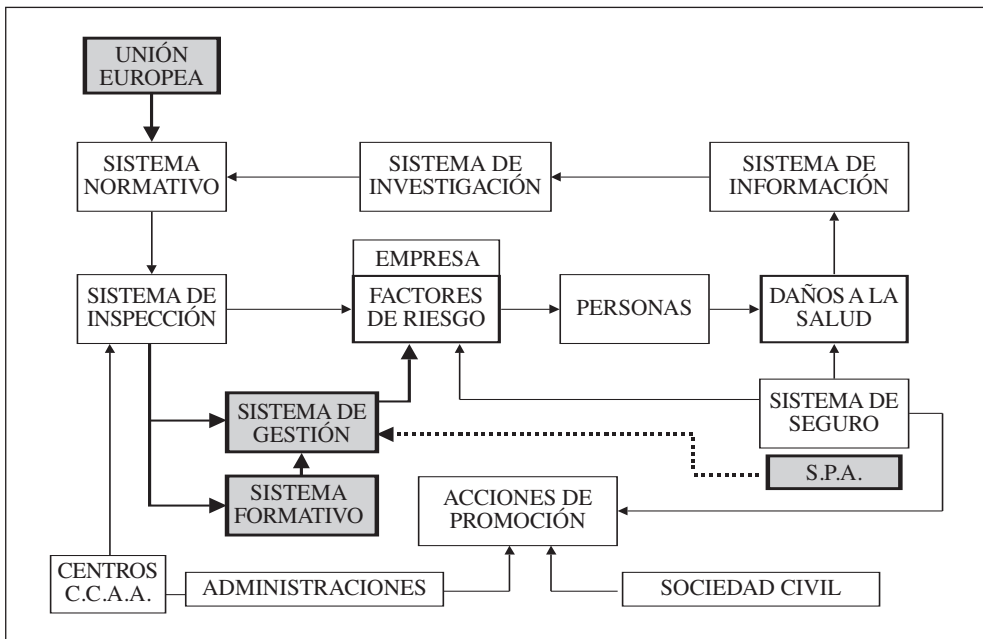 UNIÓN
EUROPEA
SISTEMA
NORMATIVO
SISTEMA DE
INVESTIGACIÓN
SISTEMA DE
INFORMACIÓN
SISTEMA DE
INSPECCIÓN
EMPRESA
FACTORES
DE RIESGO
PERSONAS
DAÑOS A LA
SALUD
SISTEMA DE
GESTIÓN
SISTEMA DE
SEGURO
S.P.A.
SISTEMA
FORMATIVO
ACCIONES DE
PROMOCIÓN
CENTROS
C.C.A.A.
ADMINISTRACIONES
SOCIEDAD CIVIL